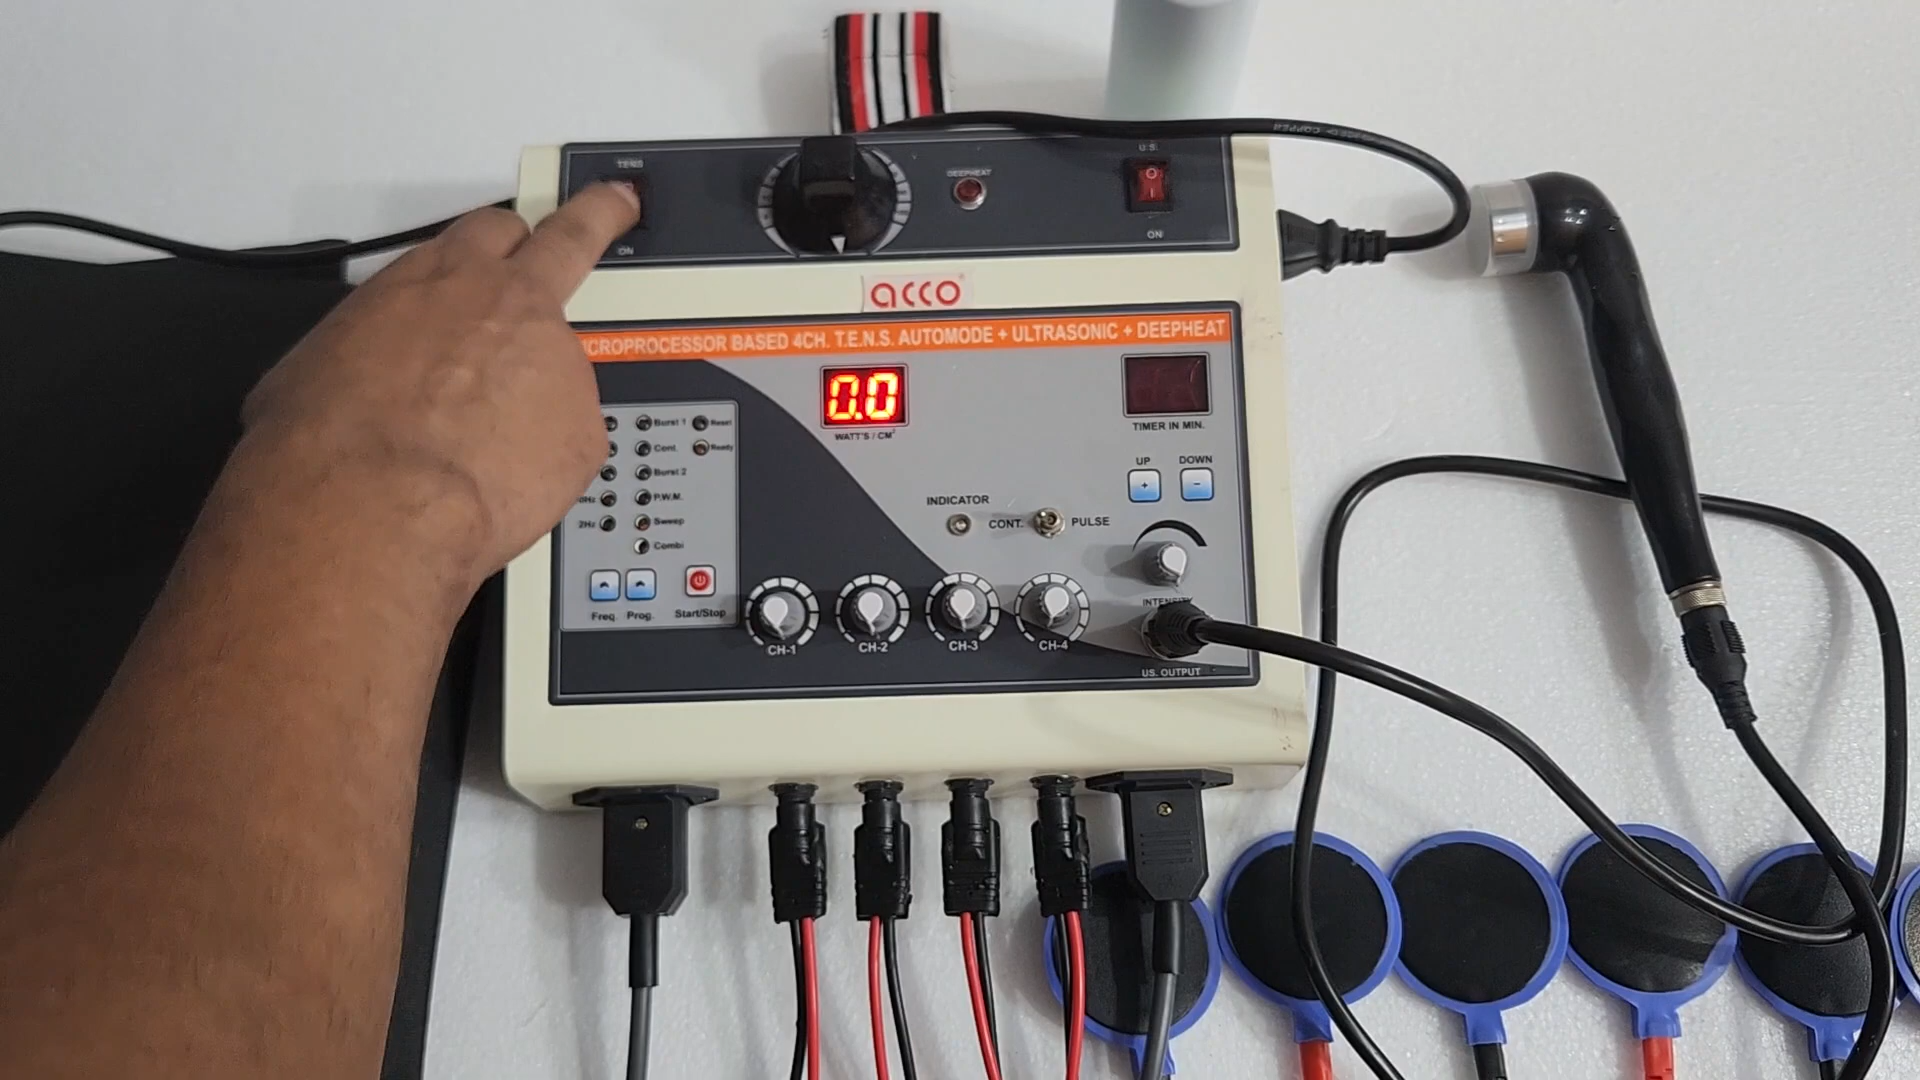 TENS
DEEPHEAT
U.S.
ON
ON
acco
ICROPROCESSOR BASED 4CH. T.E.N.S. AUTOMODE + ULTRASONIC + DEEPHEAT
0.0
WATT'S / CM²
TIMER IN MIN.
UP
DOWN
+
-
Burst 1
Reset
Cont.
Ready
Burst 2
P.W.M.
2Hz
Sweep
Combi
INDICATOR
CONT.
PULSE
Freq.
Prog.
Start/Stop
INTENSITY
CH-1
CH-2
CH-3
CH-4
US. OUTPUT